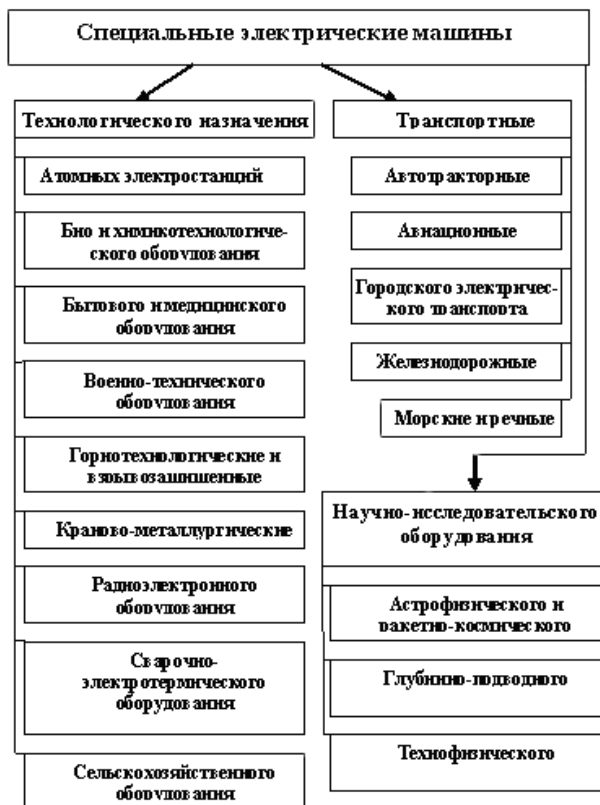 Специальные электрические машины
Технологического назначения
Атомных электростанций
Био и химикотехнологиче-
ского оборудования
Бытового и медицинского
оборудования
Военно-технического
оборудования
Горнотехнологические и
взрывозащищенные
Краново-металлургические
Радиоэлектронного
оборудования
Сварочно-
электротермического
оборудования
Сельскохозяйственного
оборудования
Транспортные
Автотракторные
Авиационные
Городского электричес-
кого транспорта
Железнодорожные
Морские и речные
Научно-исследовательского
оборудования
Астрофизического и
ракетно-космического
Глубинно-подводного
Технофизического